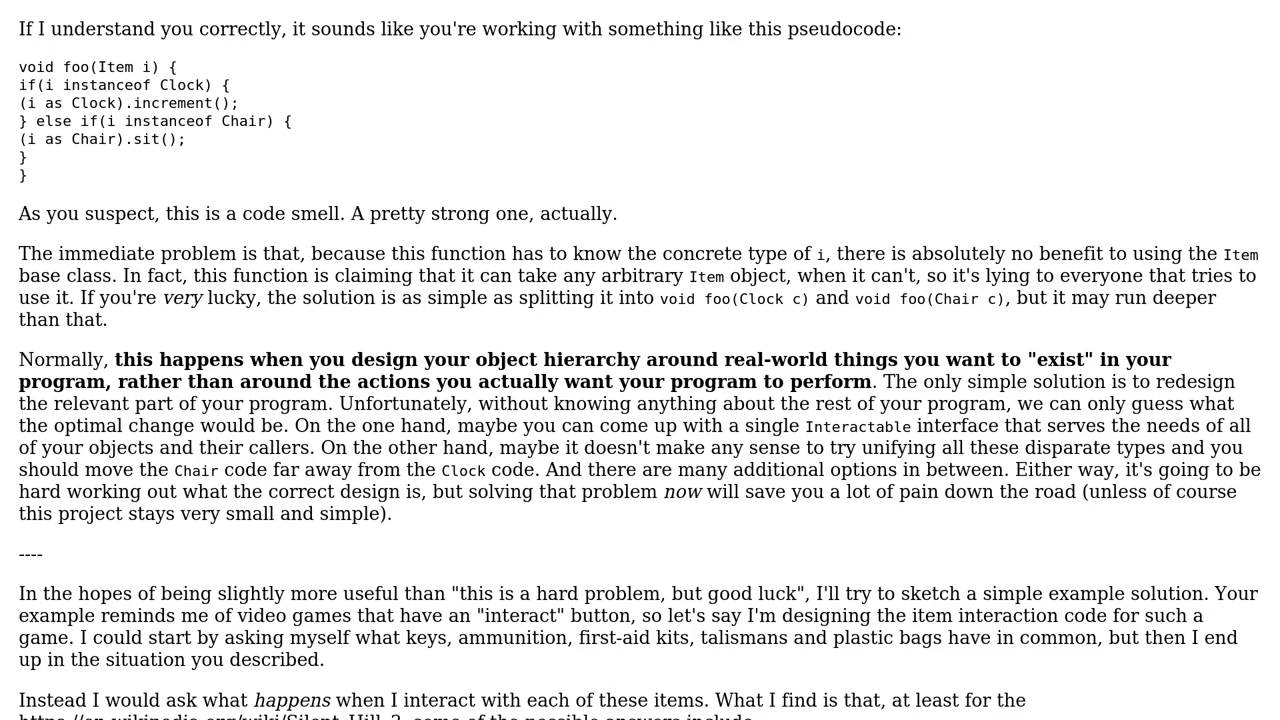 If I understand you correctly, it sounds like you're working with something like this pseudocode:
void foo(Item i) {
if(i instanceof Clock) {
(i as Clock).increment();
} else if(i instanceof Chair) {
(i as Chair).sit();
}
}
As you suspect, this is a code smell. A pretty strong one, actually.
The immediate problem is that, because this function has to know the concrete type of i, there is absolutely no benefit to using the Item
base class. In fact, this function is claiming that it can take any arbitrary Item object, when it can't, so it's lying to everyone that tries to
use it. If you're very lucky, the solution is as simple as splitting it into void foo(Clock c) and void foo(Chair c), but it may run deeper
than that.
Normally, this happens when you design your object hierarchy around real-world things you want to "exist" in your
program, rather than around the actions you actually want your program to perform. The only simple solution is to redesign
the relevant part of your program. Unfortunately, without knowing anything about the rest of your program, we can only guess what
the optimal change would be. On the one hand, maybe you can come up with a single Interactable interface that serves the needs of all
of your objects and their callers. On the other hand, maybe it doesn't make any sense to try unifying all these disparate types and you
should move the Chair code far away from the Clock code. And there are many additional options in between. Either way, it's going to be
hard working out what the correct design is, but solving that problem now will save you a lot of pain down the road (unless of course
this project stays very small and simple).
----
In the hopes of being slightly more useful than "this is a hard problem, but good luck", I'll try to sketch a simple example solution. Your
example reminds me of video games that have an "interact" button, so let's say I'm designing the item interaction code for such a
game. I could start by asking myself what keys, ammunition, first-aid kits, talismans and plastic bags have in common, but then I end
up in the situation you described.
Instead I would ask what happens when I interact with each of these items. What I find is that, at least for the
https://en.wikipedia.org/wiki/Silent_Hill_2, some of the possible answers include